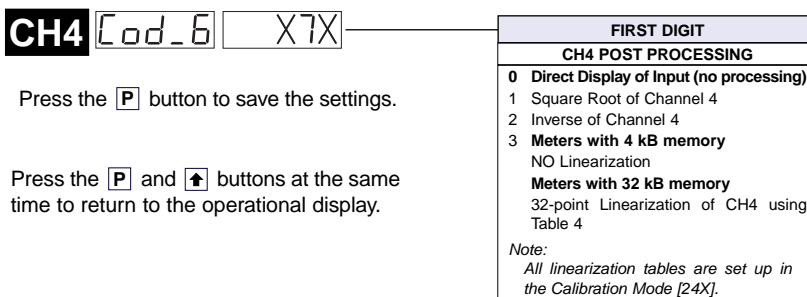 CH4 Cod_6 X7X
Press the P button to save the settings.
Press the P and ↑ buttons at the same
time to return to the operational display.
FIRST DIGIT
CH4 POST PROCESSING
0 Direct Display of Input (no processing)
1 Square Root of Channel 4
2 Inverse of Channel 4
3 Meters with 4 kB memory
NO Linearization
Meters with 32 kB memory
32-point Linearization of CH4 using
Table 4
Note:
All linearization tables are set up in
the Calibration Mode [24X].